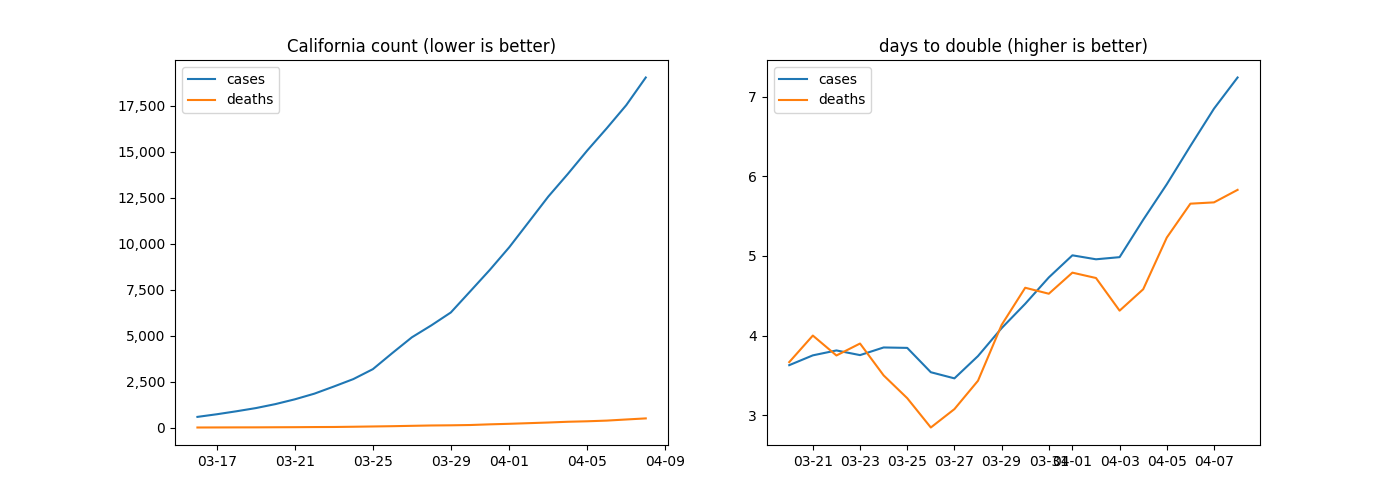 California count (lower is better)
cases
deaths
17,500
15,000
12,500
10,000
7,500
5,000
2,500
0
03-17 03-21 03-25 03-29 04-01 04-05 04-09
days to double (higher is better)
cases
deaths
7
6
5
4
3
03-21 03-23 03-25 03-27 03-29 03-31 04-01 04-03 04-05 04-07